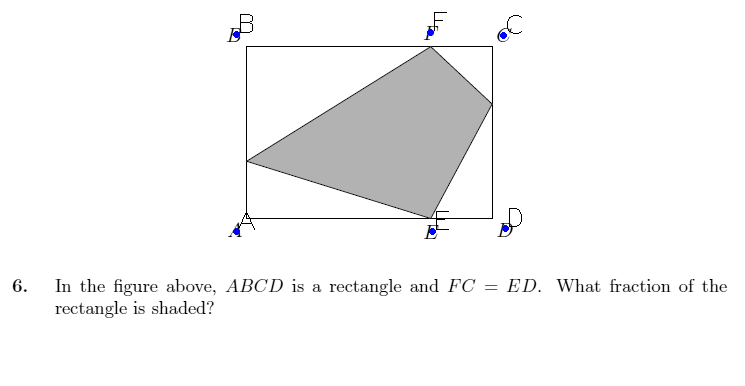 B B F F C C
A A E E D D
6. In the figure above, ABCD is a rectangle and FC = ED. What fraction of the
rectangle is shaded?